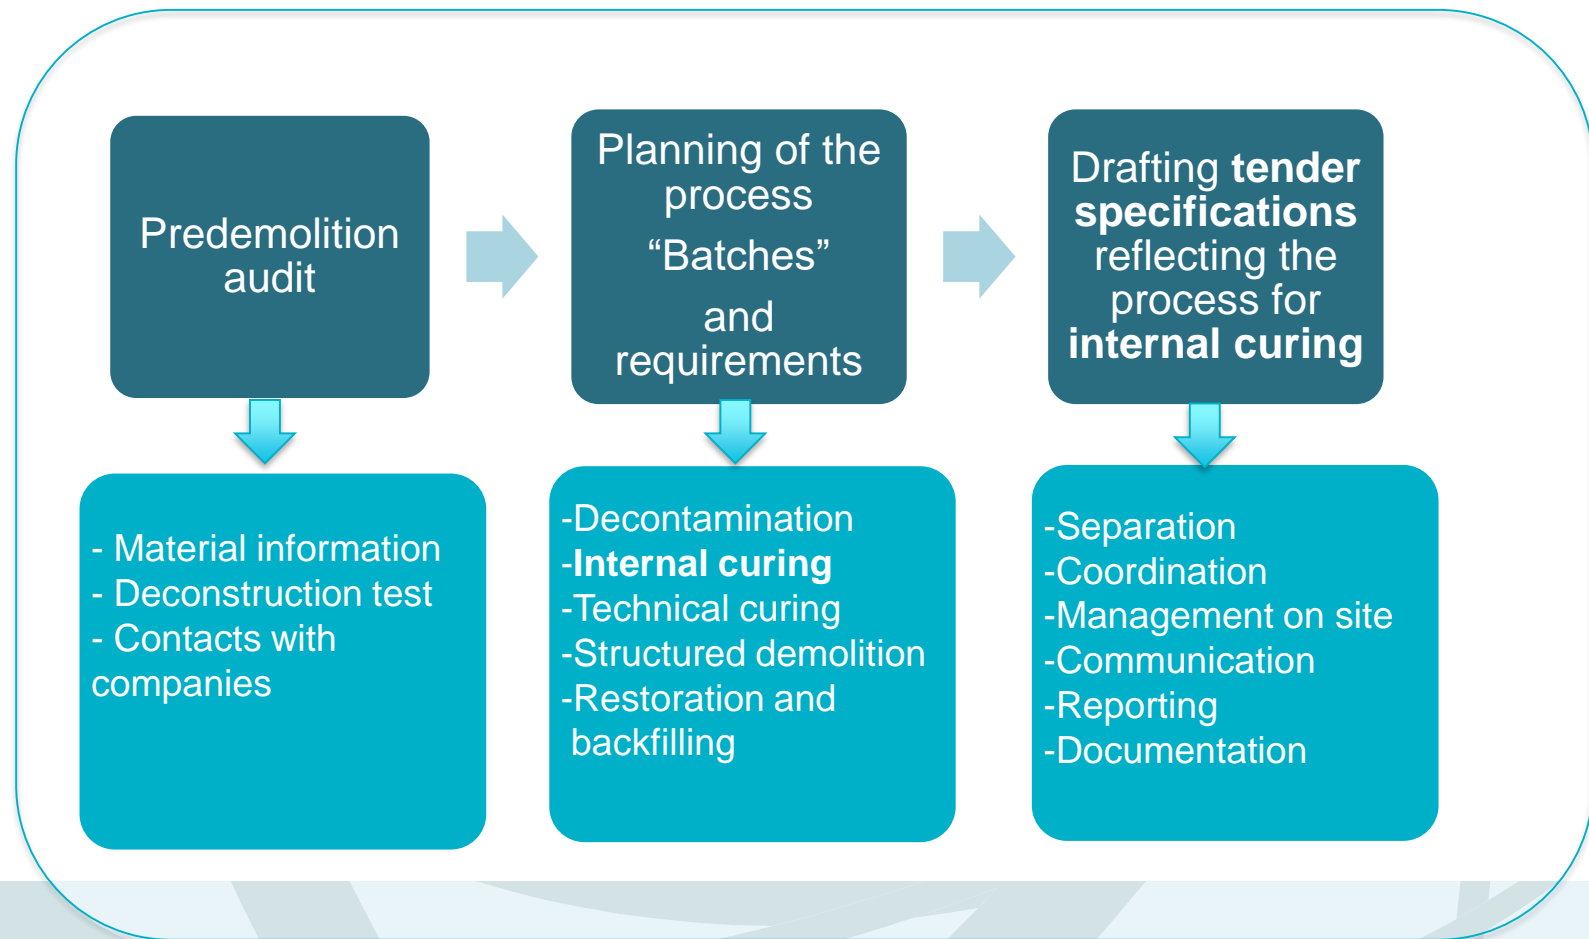 Predemolition
audit
Planning of the
process
“Batches”
and
requirements
Drafting tender
specifications
reflecting the
process for
internal curing
- Material information
- Deconstruction test
- Contacts with
companies
-Decontamination
-Internal curing
-Technical curing
-Structured demolition
-Restoration and
backfilling
-Separation
-Coordination
-Management on site
-Communication
-Reporting
-Documentation